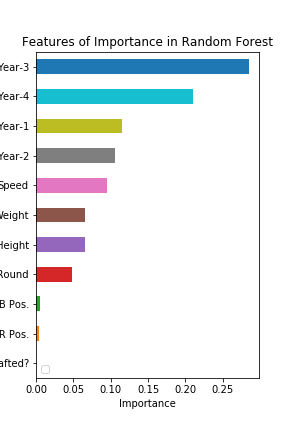 Features of Importance in Random Forest
Year-3
Year-4
Year-1
Year-2
Speed
Weight
Height
Round
B Pos.
R Pos.
afted?
0.00 0.05 0.10 0.15 0.20 0.25
Importance